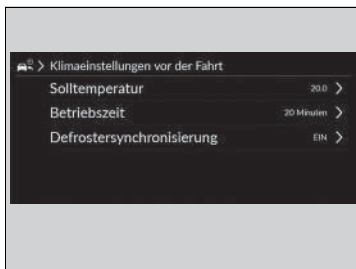 > Klimaeinstellungen vor der Fahrt
Solltemperatur 20.0 >
Betriebszeit 20 Minuten >
Defrostersynchronisierung EIN >